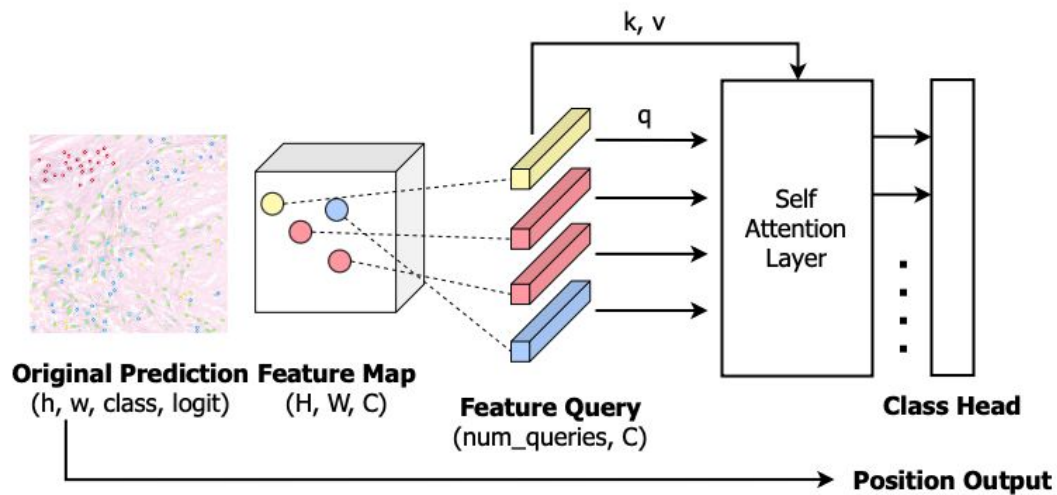 k, v
q
Self
Attention
Layer
Original Prediction
(h, w, class, logit)
Feature Map
(H, W, C)
Feature Query
(num_queries, C)
Class Head
Position Output